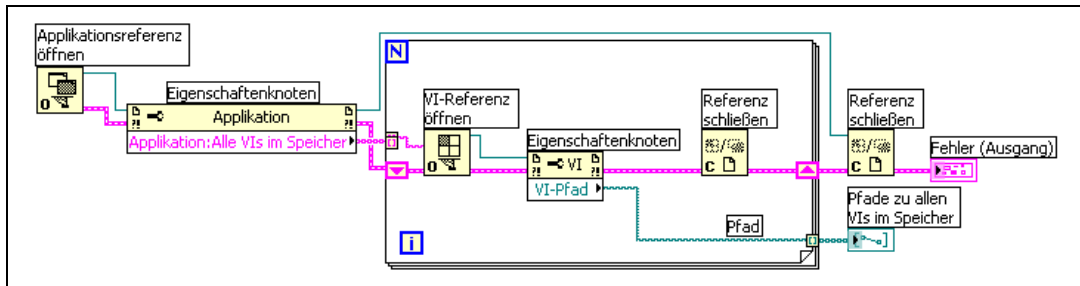 Applikationsreferenz
öffnen
Eigenschaftenknoten
Applikation
Applikation:Alle VIs im Speicher
N
VI-Referenz
öffnen
Eigenschaftenknoten
VI
VI-Pfad
Referenz
schließen
C
Referenz
schließen
C
Fehler (Ausgang)
Pfade zu allen
VIs im Speicher
Pfad
i